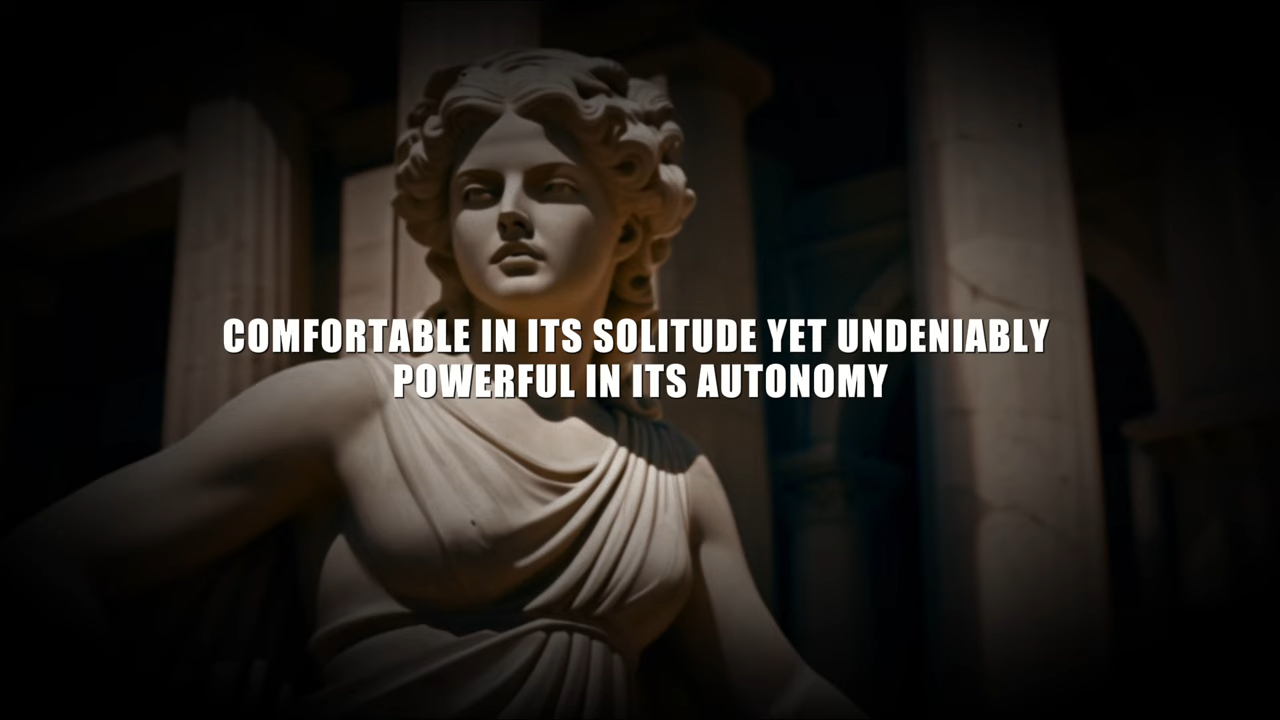 COMFORTABLE IN ITS SOLITUDE YET UNDENIABLY
POWERFUL IN ITS AUTONOMY